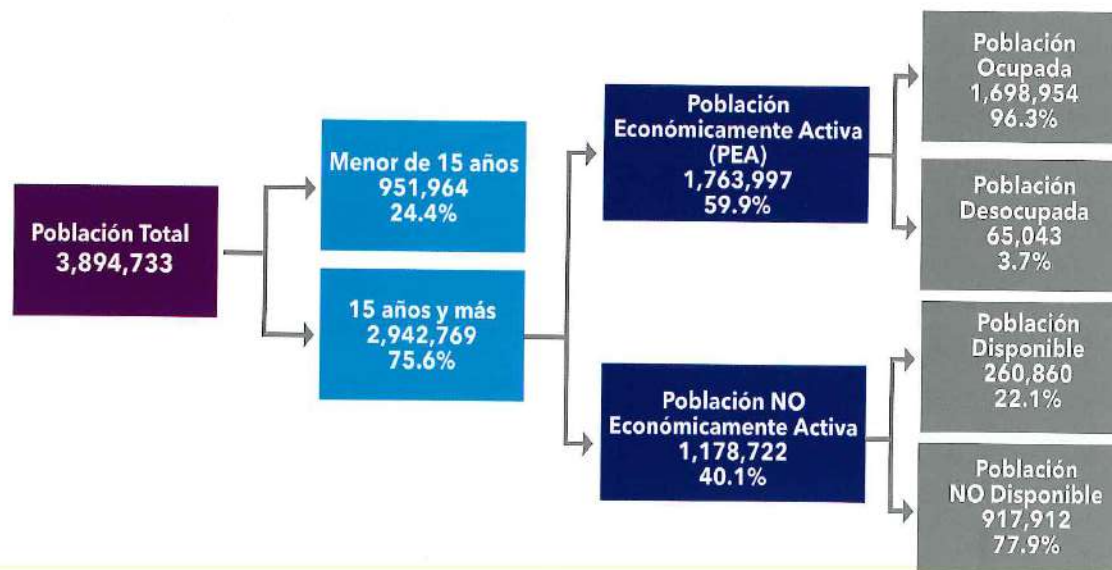 Población Total
3,894,733
Menor de 15 años
951,964
24.4%
15 años y más
2,942,769
75.6%
Población
Económicamente Activa
(PEA)
1,763,997
59.9%
Población NO
Económicamente Activa
1,178,722
40.1%
Población
Ocupada
1,698,954
96.3%
Población
Desocupada
65,043
3.7%
Población
Disponible
260,860
22.1%
Población
NO Disponible
917,912
77.9%